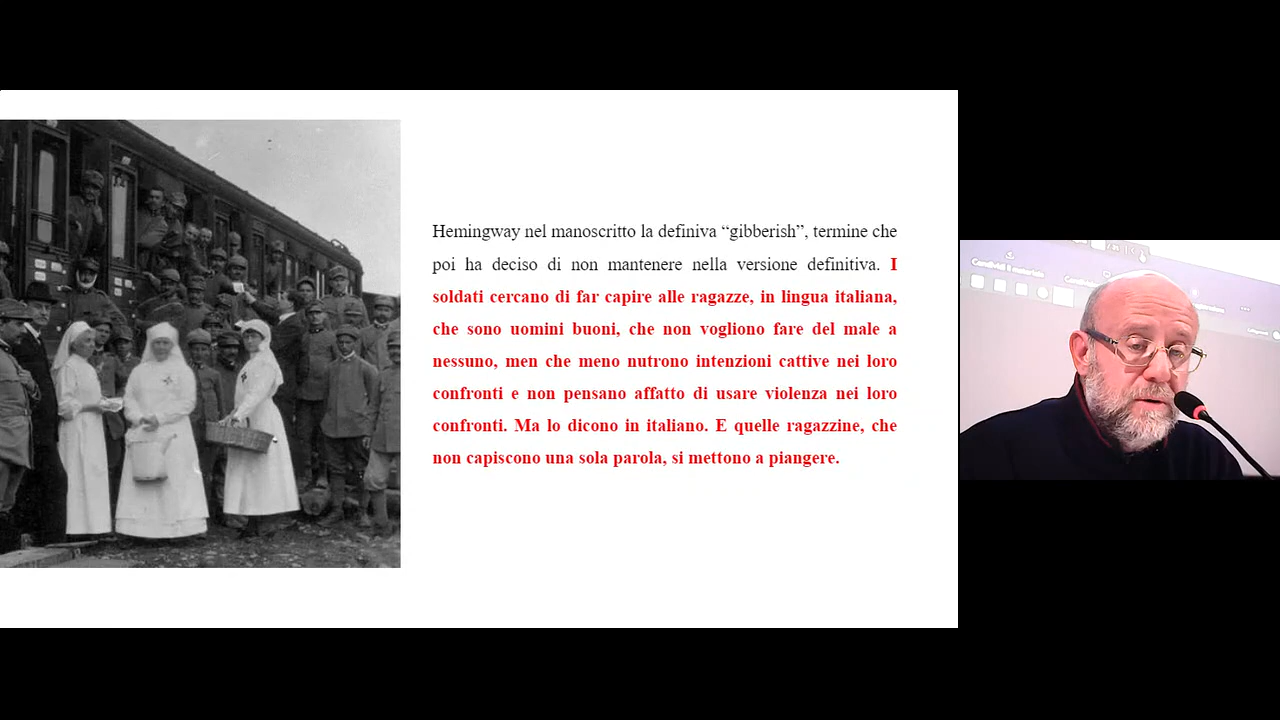 Hemingway nel manoscritto la definiva “gibberish”, termine che
poi ha deciso di non mantenere nella versione definitiva. I
soldati cercano di far capire alle ragazze, in lingua italiana,
che sono uomini buoni, che non vogliono fare del male a
nessuno, men che meno nutrono intenzioni cattive nei loro
confronti e non pensano affatto di usare violenza nei loro
confronti. Ma lo dicono in italiano. E quelle ragazzine, che
non capiscono una sola parola, si mettono a piangere.